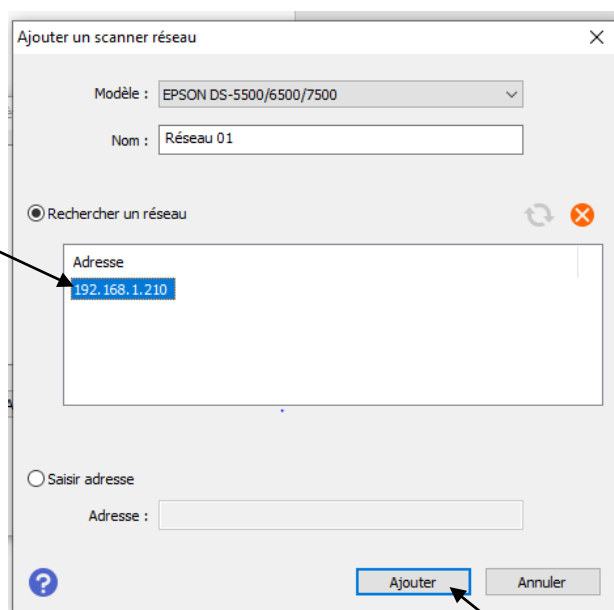 Ajouter un scanner réseau
Modèle : EPSON DS-5500/6500/7500
Nom : Réseau 01
Rechercher un réseau
Adresse
192.168.1.210
Saisir adresse
Adresse :
? Ajouter Annuler